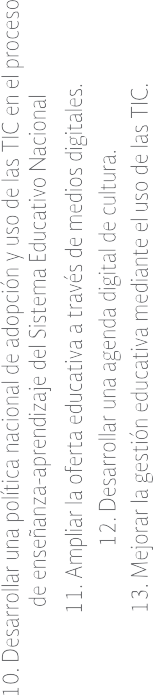 10. Desarrollar una política nacional de adopción y uso de las TIC en el proceso
de enseñanza-aprendizaje del Sistema Educativo Nacional
11. Ampliar la oferta educativa a través de medios digitales.
12. Desarrollar una agenda digital de cultura.
13. Mejorar la gestión educativa mediante el uso de las TIC.